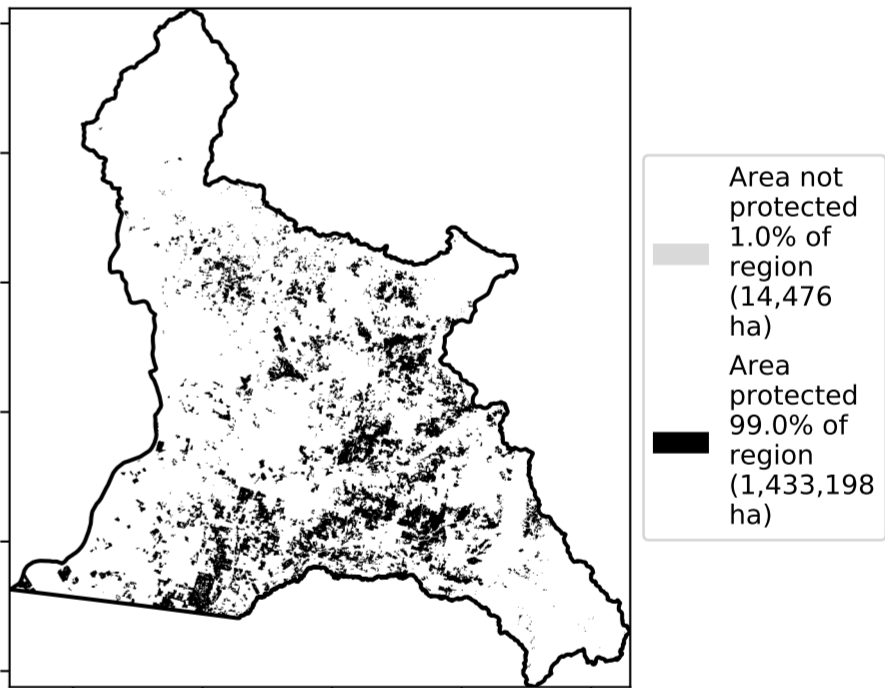 Area not
protected
1.0% of
region
(14,476
ha)
Area
protected
99.0% of
region
(1,433,198
ha)